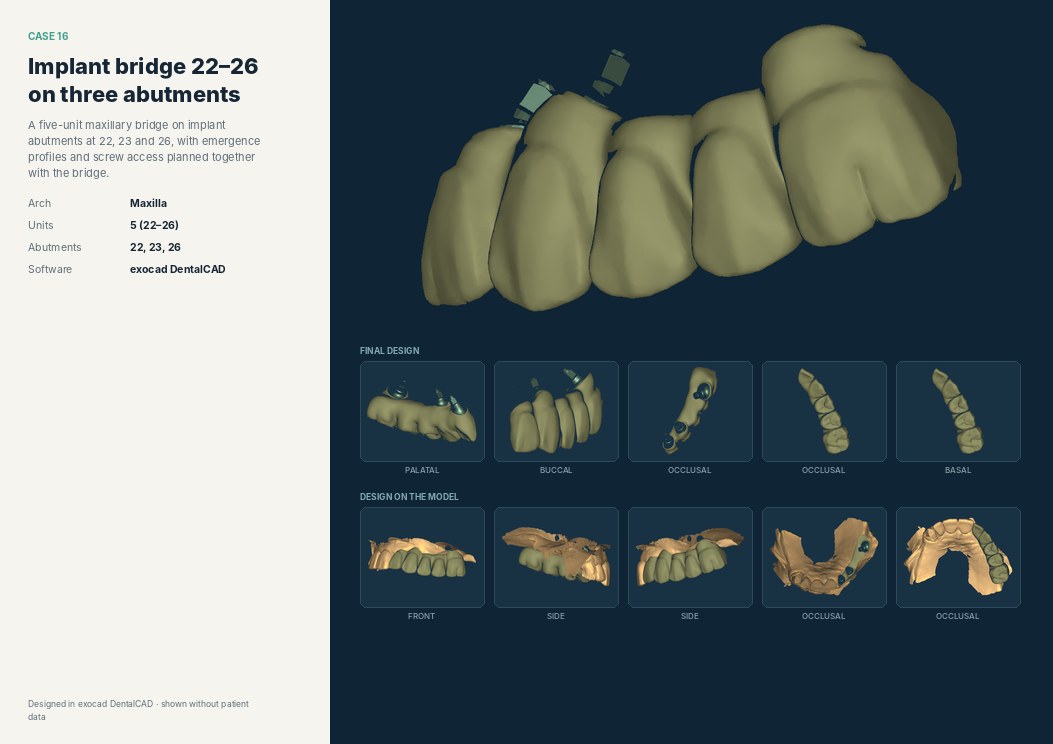 CASE 16
Implant bridge 22–26
on three abutments
A five-unit maxillary bridge on implant
abutments at 22, 23 and 26, with emergence
profiles and screw access planned together
with the bridge.
Arch Maxilla
Units 5 (22–26)
Abutments 22, 23, 26
Software exocad DentalCAD
Designed in exocad DentalCAD · shown without patient
data
FINAL DESIGN
PALATAL BUCCAL OCCLUSAL OCCLUSAL BASAL
DESIGN ON THE MODEL
FRONT SIDE SIDE OCCLUSAL OCCLUSAL